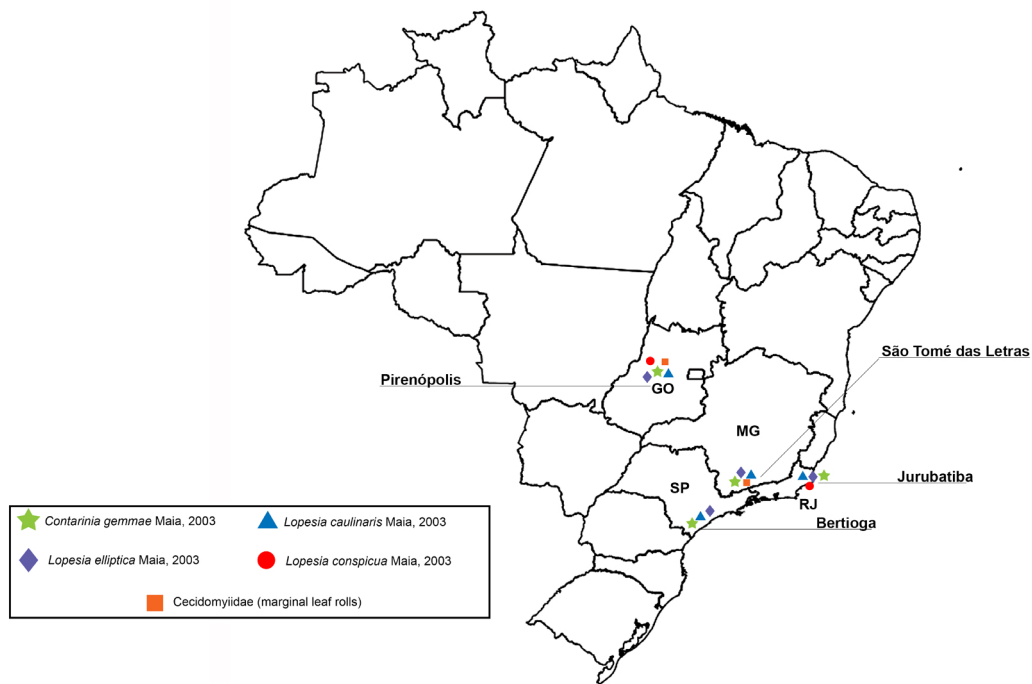 São Tomé das Letras
Pirenópolis
GO
MG
SP
Jurubatiba
RJ
Bertioga
Contarinia gemmae Maia, 2003
Lopesia caulinaris Maia, 2003
Lopesia elliptica Maia, 2003
Lopesia conspicua Maia, 2003
Cecidomyiidae (marginal leaf rolls)